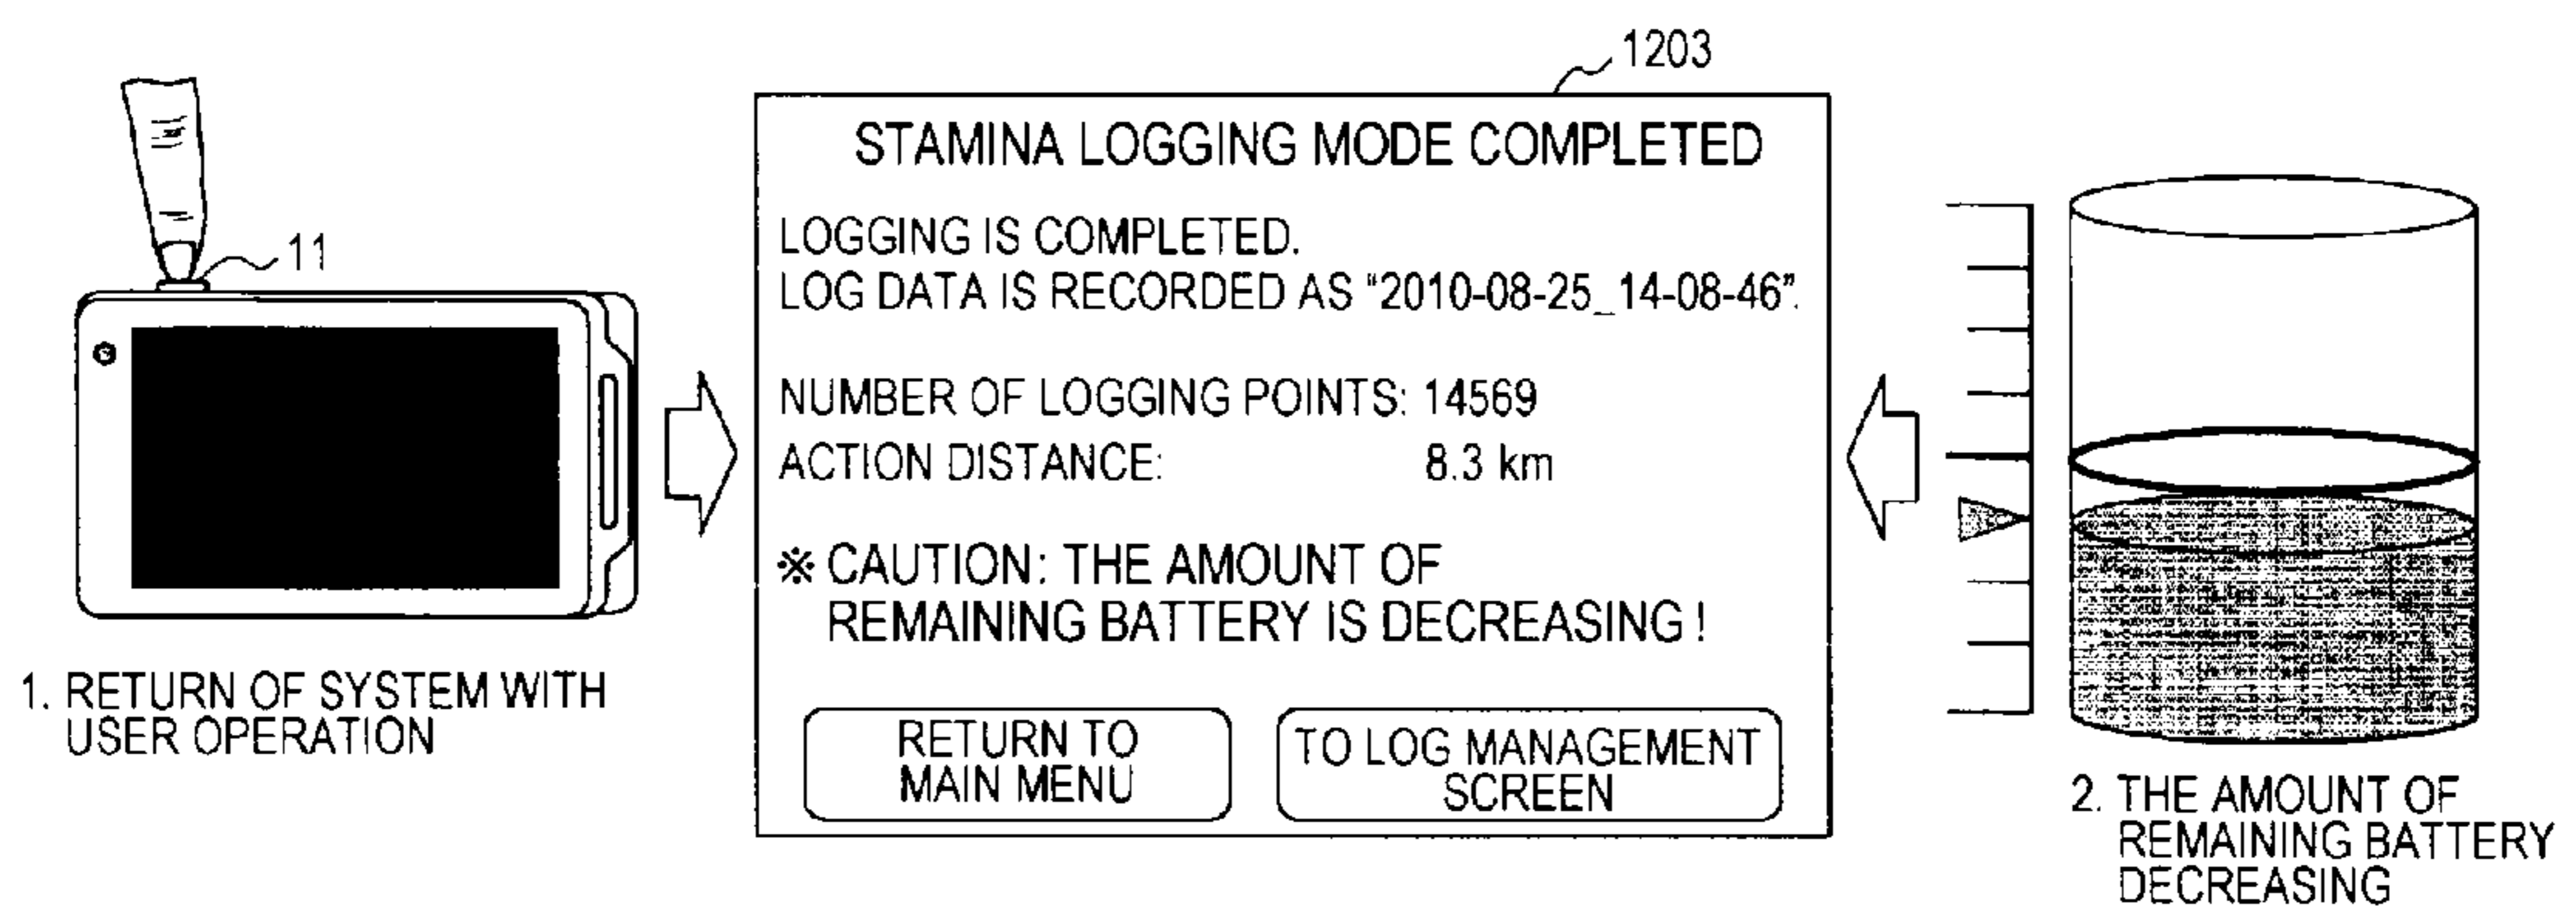 1203
11
STAMINA LOGGING MODE COMPLETED
LOGGING IS COMPLETED.
LOG DATA IS RECORDED AS "2010-08-25_14-08-46".
NUMBER OF LOGGING POINTS: 14569
ACTION DISTANCE: 8.3 km
※ CAUTION: THE AMOUNT OF
REMAINING BATTERY IS DECREASING !
RETURN TO
MAIN MENU
TO LOG MANAGEMENT
SCREEN
1. RETURN OF SYSTEM WITH
USER OPERATION
2. THE AMOUNT OF
REMAINING BATTERY
DECREASING